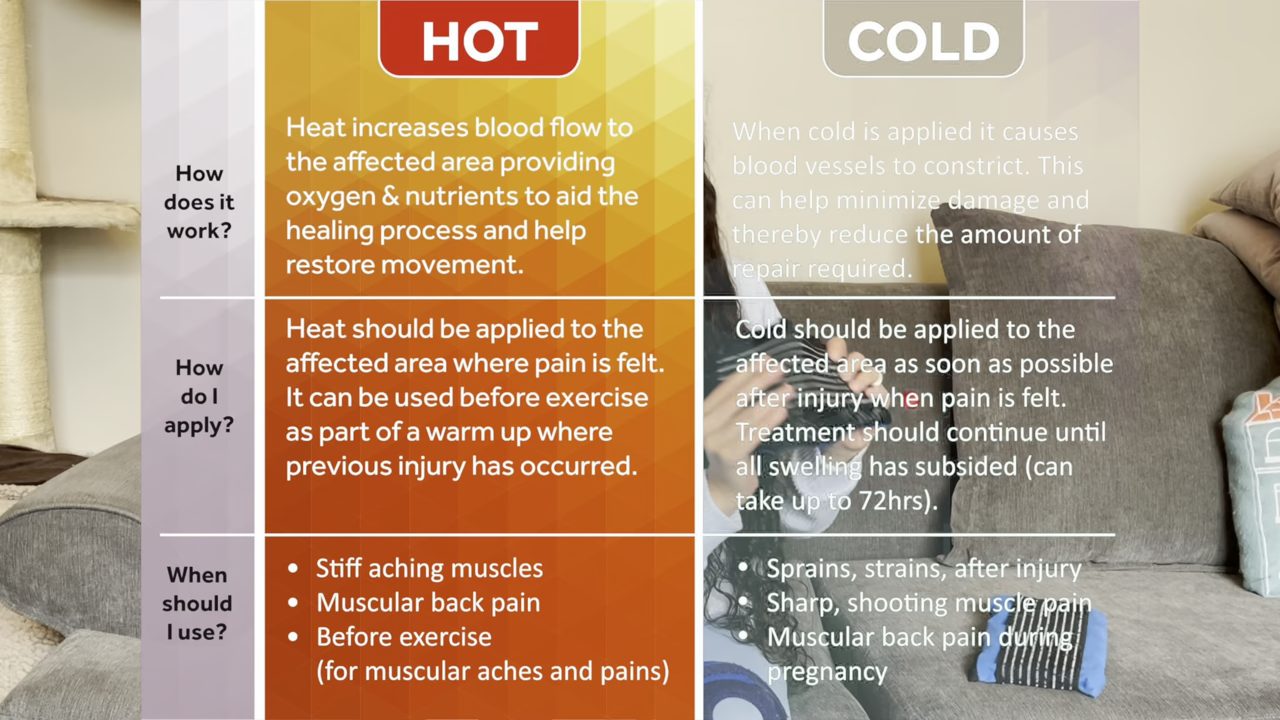 HOT
COLD
How
does it
work?
Heat increases blood flow to
the affected area providing
oxygen & nutrients to aid the
healing process and help
restore movement.
When cold is applied it causes
blood vessels to constrict. This
can help minimize damage and
thereby reduce the amount of
repair required.
How
do I
apply?
Heat should be applied to the
affected area where pain is felt.
It can be used before exercise
as part of a warm up where
previous injury has occurred.
Cold should be applied to the
affected area as soon as possible
after injury when pain is felt.
Treatment should continue until
all swelling has subsided (can
take up to 72hrs).
When
should
I use?
• Stiff aching muscles
• Muscular back pain
• Before exercise
(for muscular aches and pains)
• Sprains, strains, after injury
• Sharp, shooting muscle pain
• Muscular back pain during
pregnancy